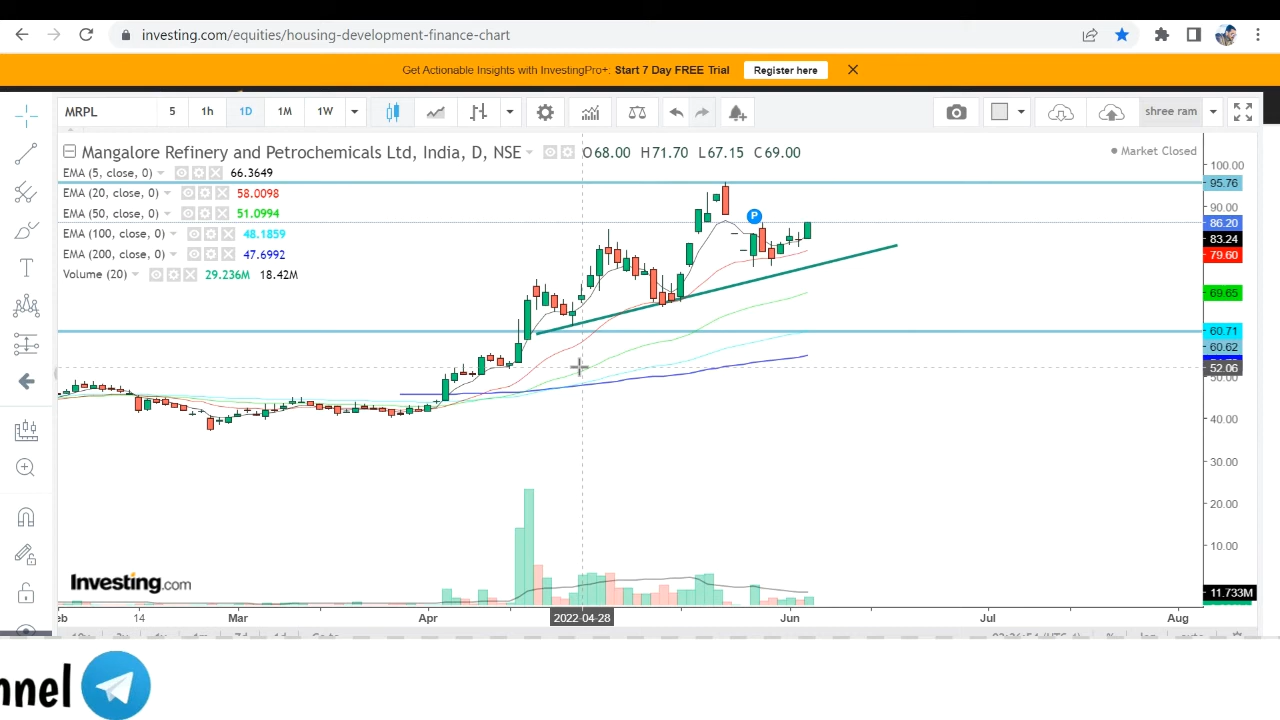 investing.com/equities/housing-development-finance-chart
Get Actionable Insights with InvestingPro+. Start 7 Day FREE Trial Register here
MRPL 5 1h 1D 1M 1W shree ram
Mangalore Refinery and Petrochemicals Ltd, India, D, NSE O68.00 H71.70 L67.15 C69.00 Market Closed
EMA (5, close, 0) 66.3649
EMA (20, close, 0) 58.0098
EMA (50, close, 0) 51.0994
EMA (100, close, 0) 48.1859
EMA (200, close, 0) 47.6992
Volume (20) 29.236M 18.42M
100.00
95.76
90.00
86.20
83.24
79.60
69.65
60.71
60.62
52.06
50.00
40.00
30.00
20.00
10.00
11.733M
P
Investing.com
eb 14 Mar Apr 2022-04-28 Jun Jul Aug
nnel